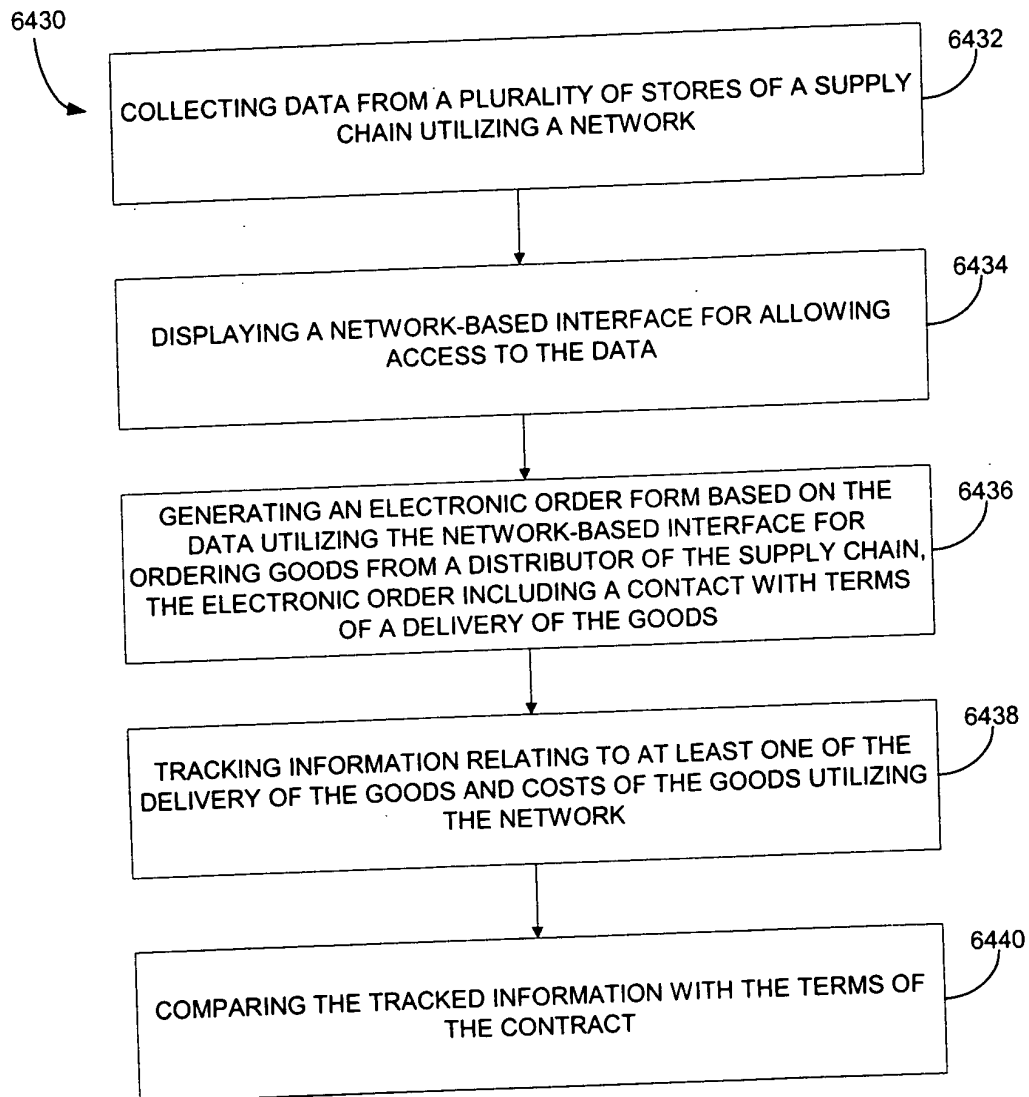 6430
6432
COLLECTING DATA FROM A PLURALITY OF STORES OF A SUPPLY
CHAIN UTILIZING A NETWORK
6434
DISPLAYING A NETWORK-BASED INTERFACE FOR ALLOWING
ACCESS TO THE DATA
6436
GENERATING AN ELECTRONIC ORDER FORM BASED ON THE
DATA UTILIZING THE NETWORK-BASED INTERFACE FOR
ORDERING GOODS FROM A DISTRIBUTOR OF THE SUPPLY CHAIN,
THE ELECTRONIC ORDER INCLUDING A CONTACT WITH TERMS
OF A DELIVERY OF THE GOODS
6438
TRACKING INFORMATION RELATING TO AT LEAST ONE OF THE
DELIVERY OF THE GOODS AND COSTS OF THE GOODS UTILIZING
THE NETWORK
6440
COMPARING THE TRACKED INFORMATION WITH THE TERMS OF
THE CONTRACT